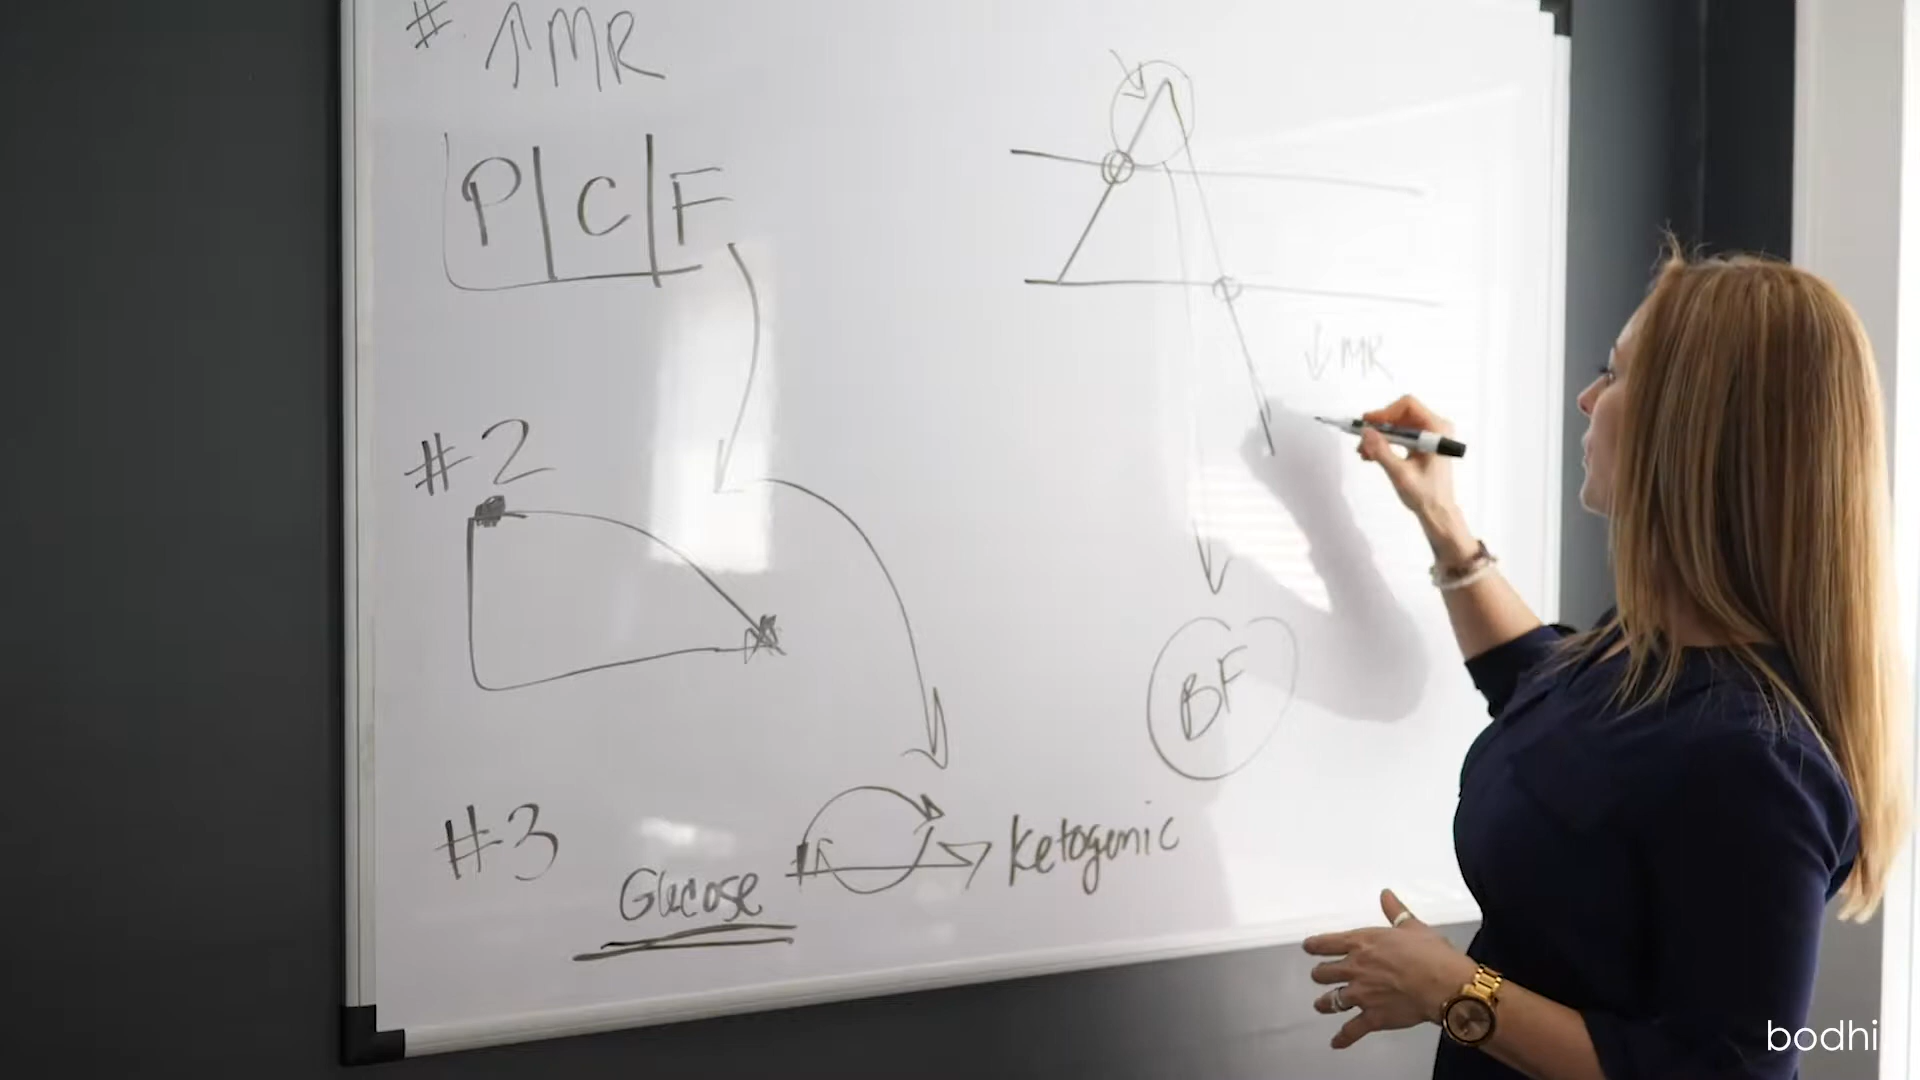 # ↑MR
P|C|F
↓MR
#2
BF
#3
Glucose
Ketogenic
bodhi